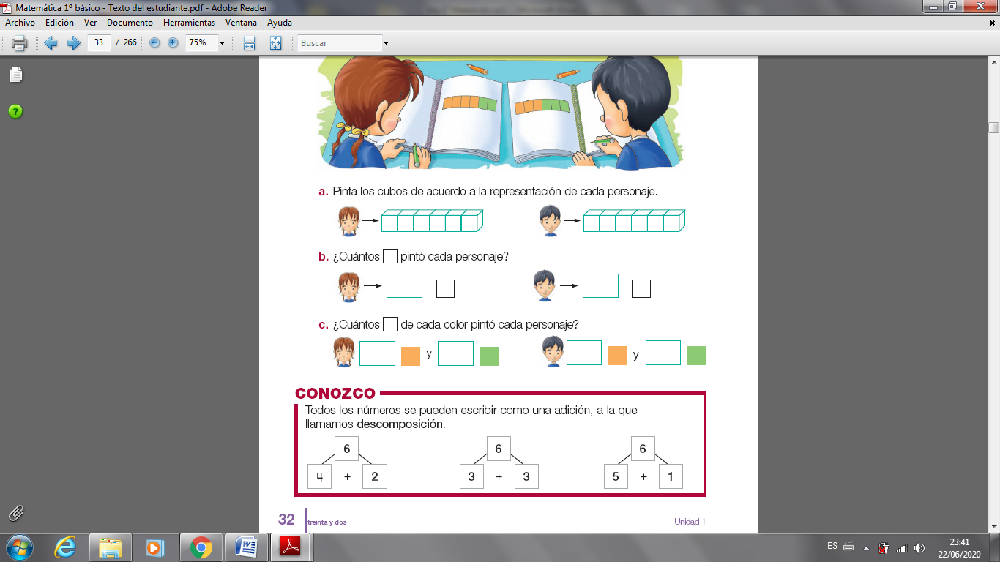 Matemática 1º básico - Texto del estudiante.pdf - Adobe Reader
Archivo Edición Ver Documento Herramientas Ventana Ayuda
33 / 266 75% Buscar
a. Pinta los cubos de acuerdo a la representación de cada personaje.
b. ¿Cuántos pintó cada personaje?
c. ¿Cuántos de cada color pintó cada personaje?
y y
CONOZCO
Todos los números se pueden escribir como una adición, a la que
llamamos descomposición.
6 6 6
4 + 2 3 + 3 5 + 1
32 treinta y dos Unidad 1
ES 23:41
22/06/2020